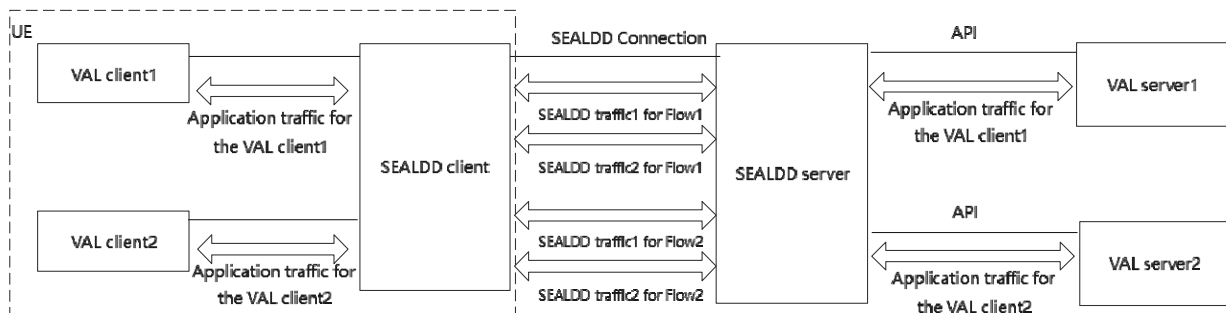 UE
VAL client1
Application traffic for
the VAL client1
VAL client2
Application traffic for
the VAL client2
SEALDD client
SEALDD Connection
SEALDD traffic1 for Flow1
SEALDD traffic2 for Flow1
SEALDD traffic1 for Flow2
SEALDD traffic2 for Flow2
SEALDD server
API
Application traffic for
the VAL client1
API
Application traffic for
the VAL client2
VAL server1
VAL server2